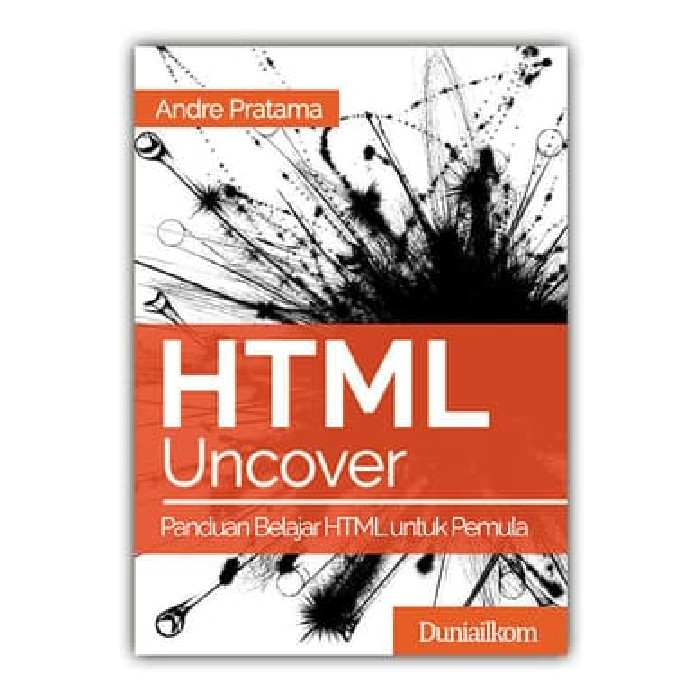 Andre Pratama
HTML
Uncover
Panduan Belajar HTML untuk Pemula
Duniailkom